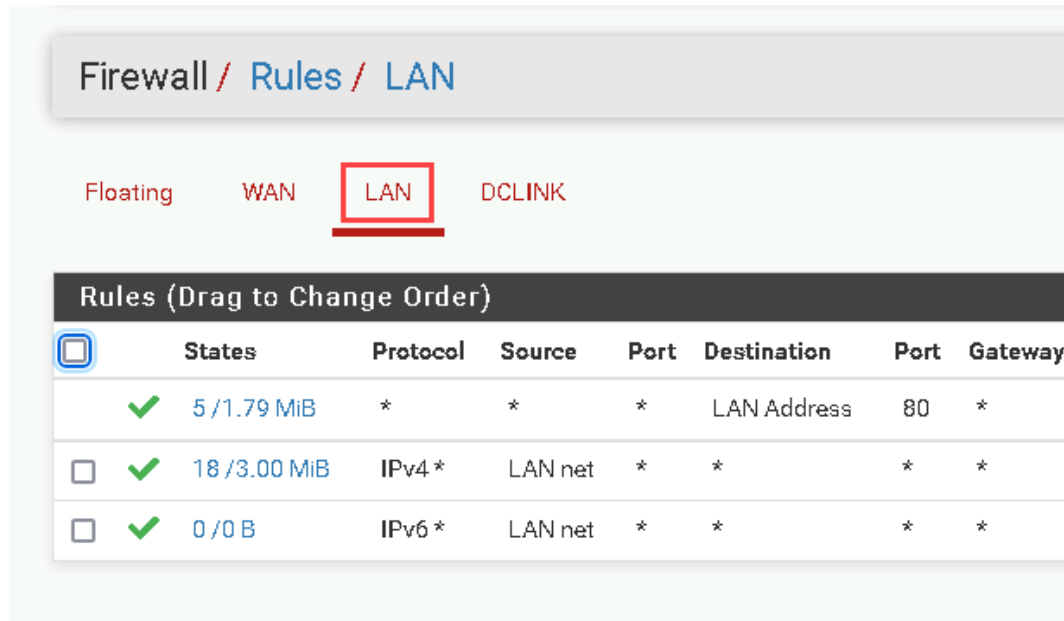 Firewall / Rules / LAN
Floating WAN LAN DCLINK
Rules (Drag to Change Order)
States Protocol Source Port Destination Port Gateway
5 /1.79 MiB * * * LAN Address 80 *
18 /3.00 MiB IPv4 * LAN net * * * *
0 /0 B IPv6 * LAN net * * * *